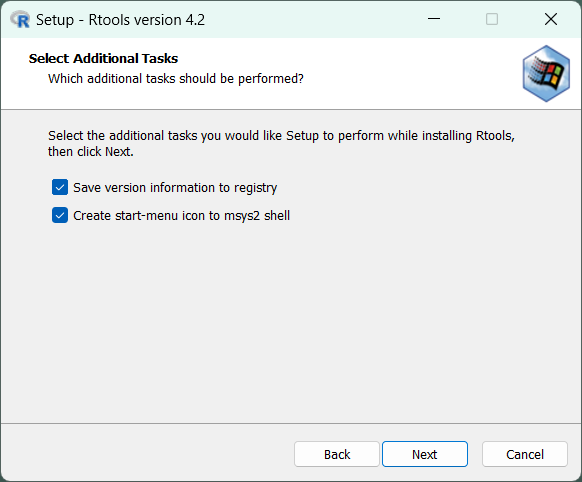 Setup - Rtools version 4.2
Select Additional Tasks
Which additional tasks should be performed?
Select the additional tasks you would like Setup to perform while installing Rtools,
then click Next.
Save version information to registry
Create start-menu icon to msys2 shell
Back
Next
Cancel